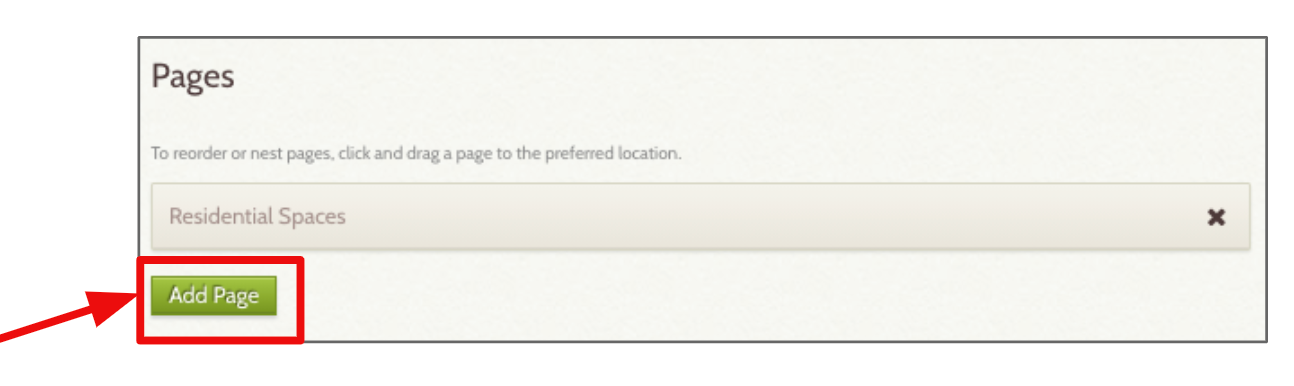 Pages
To reorder or nest pages, click and drag a page to the preferred location.
Residential Spaces
Add Page